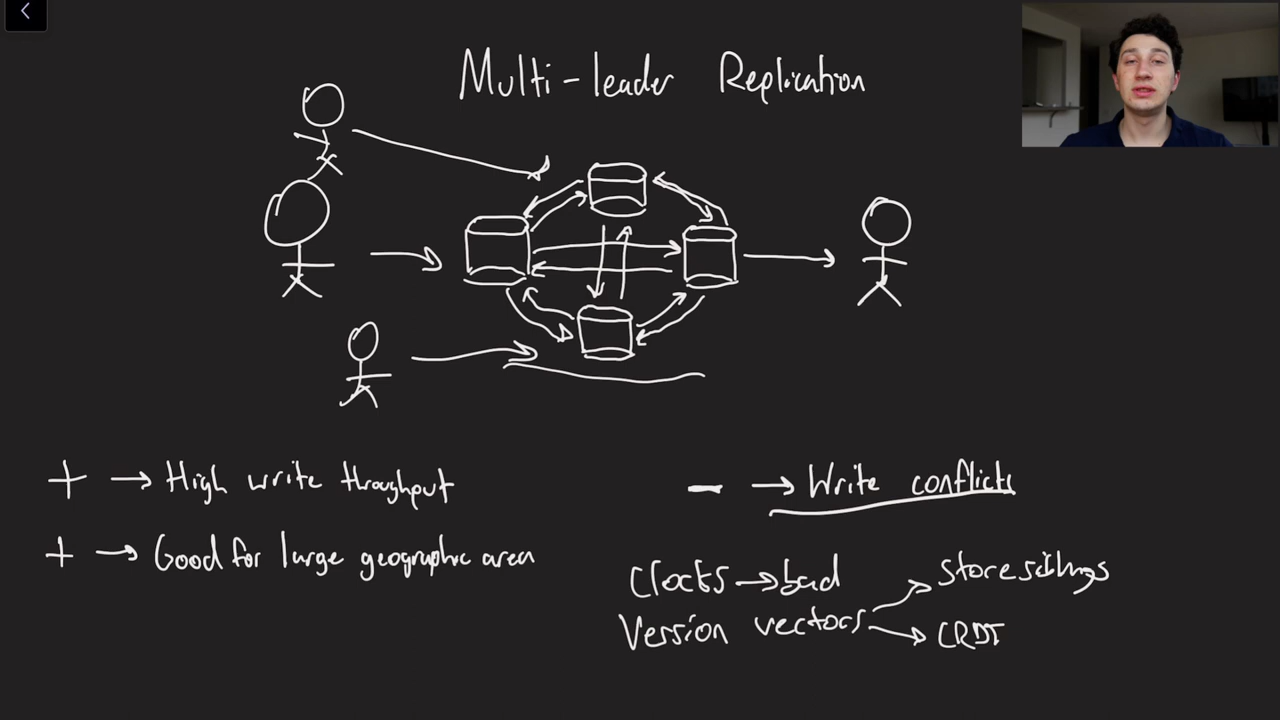 Multi-leader Replication
+ → High write throughput
+ → Good for large geographic area
- → Write conflicts
Clocks → bad
Version vectors → Store siblings
→ CRDT